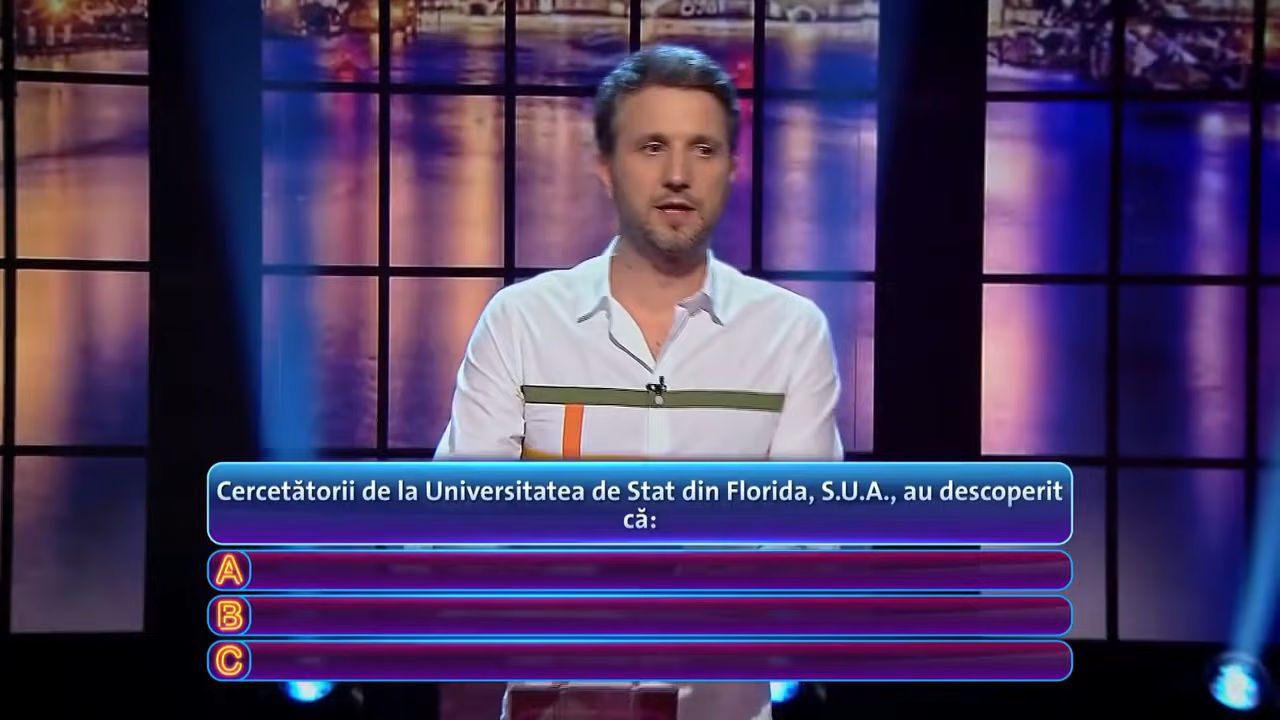 Cercetătorii de la Universitatea de Stat din Florida, S.U.A., au descoperit
că:
A
B
C